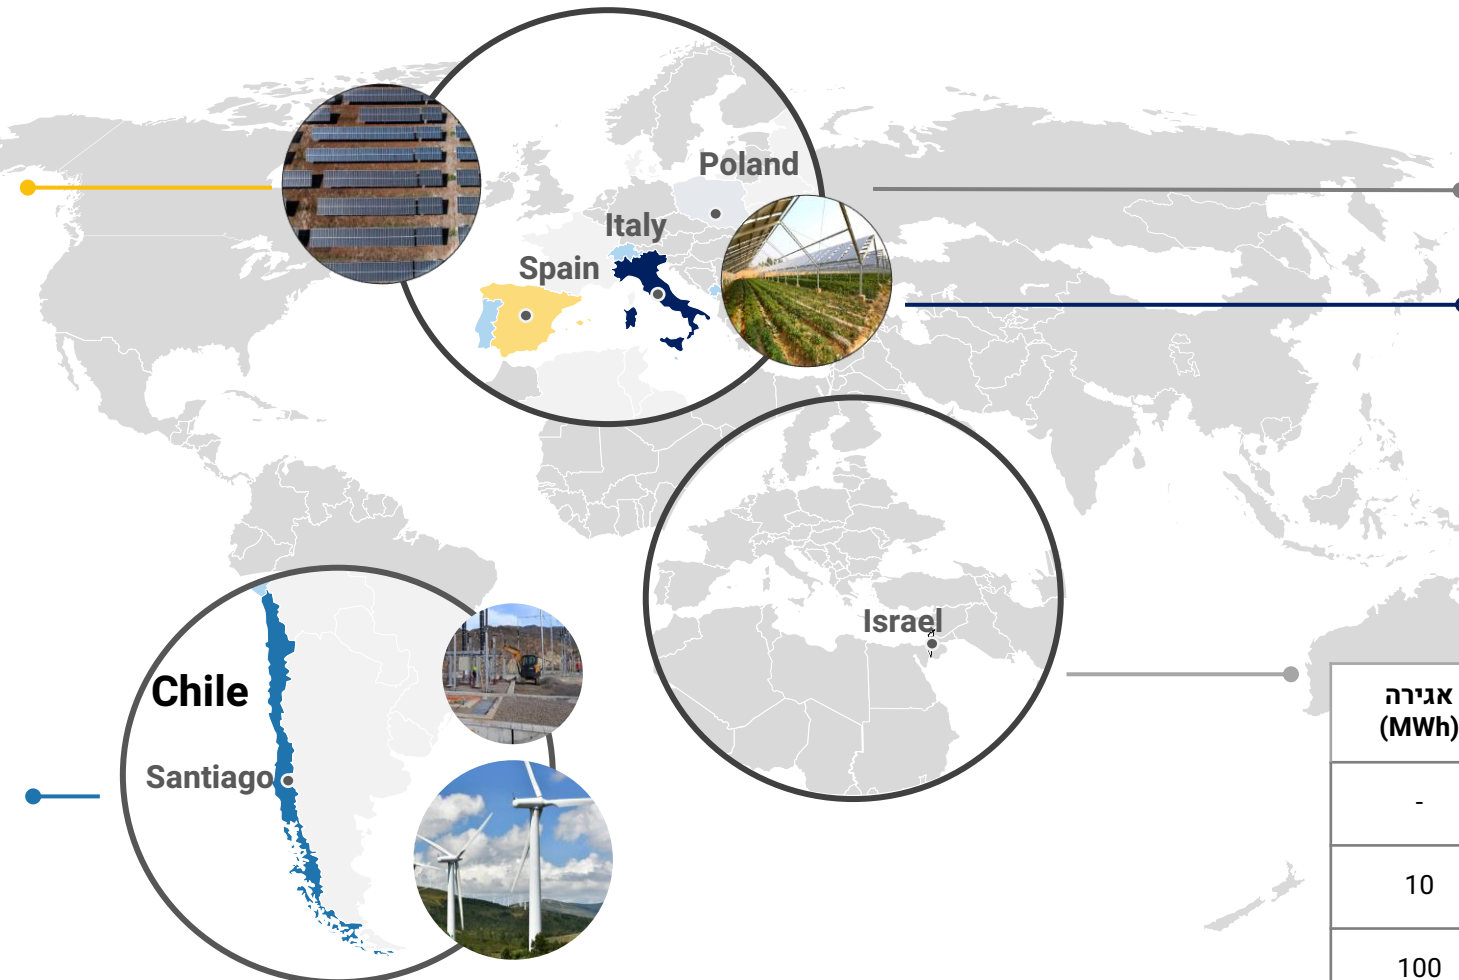 Poland
Italy
Spain
Israel
Chile
Santiago
אגירה
(MWh)
-
10
100